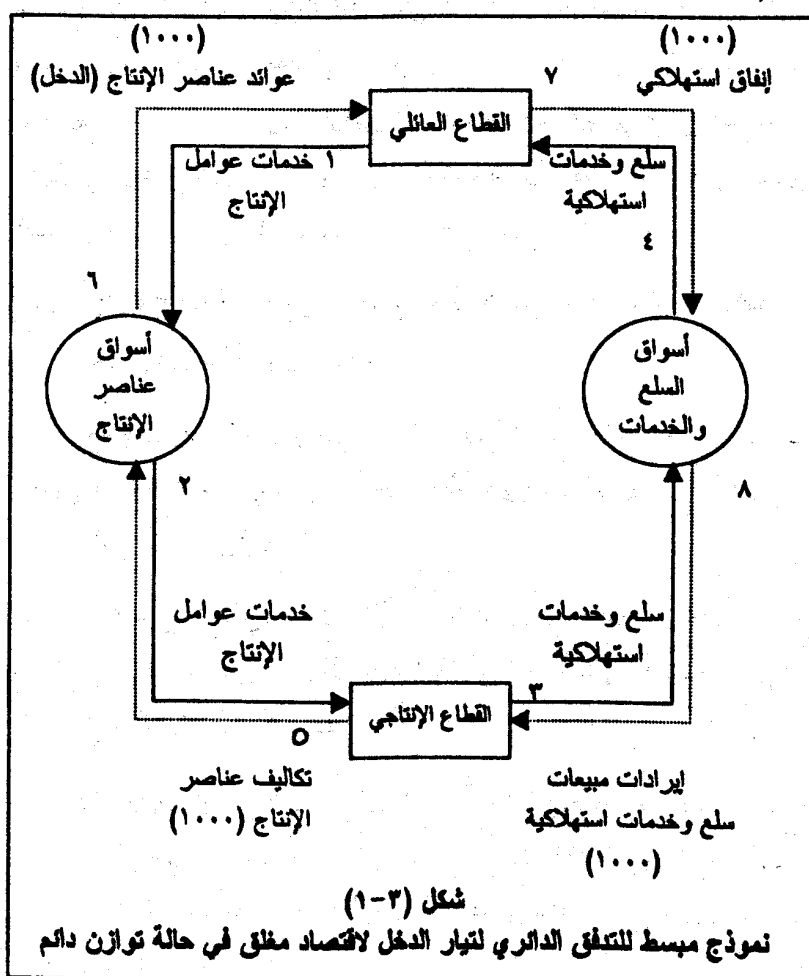 (١٠٠٠)
عوائد عناصر الإنتاج (الدخل)
(١٠٠٠)
إنفاق استهلاكي
٧
القطاع العائلي
١ خدمات عوامل
الإنتاج
سلع وخدمات
استهلاكية
٤
٦
أسواق
عناصر
الإنتاج
أسواق
السلع
والخدمات
٢
٨
خدمات عوامل
الإنتاج
سلع وخدمات
استهلاكية
٣
القطاع الإنتاجي
٥
تكاليف عناصر
الإنتاج (١٠٠٠)
إيرادات مبيعات
سلع وخدمات استهلاكية
(١٠٠٠)
شكل (٣-١)
نموذج مبسط للتدفق الدائري لتيار الدخل لاقتصاد مغلق في حالة توازن دائم